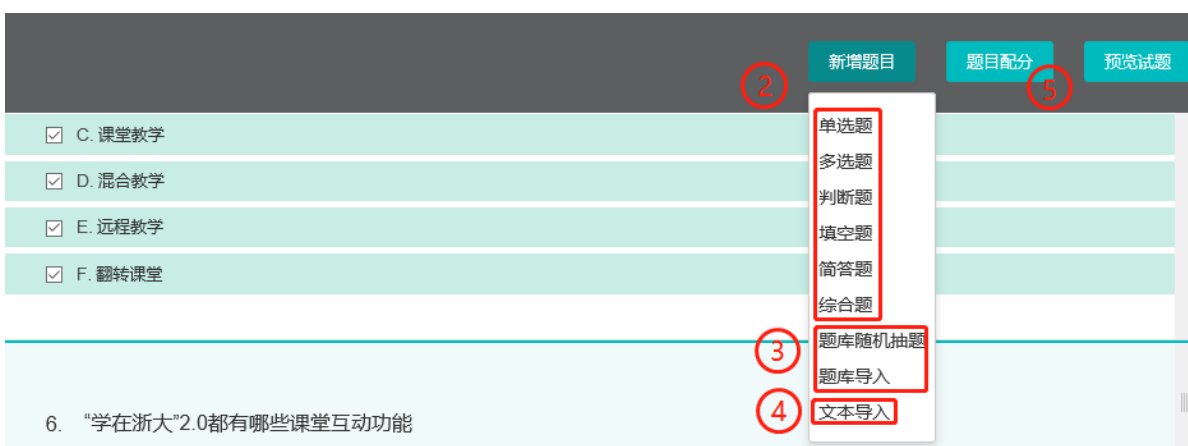 新增题目
题目配分
预览试题
②
⑤
C. 课堂教学
D. 混合教学
E. 远程教学
F. 翻转课堂
单选题
多选题
判断题
填空题
简答题
综合题
③
题库随机抽题
题库导入
④
文本导入
6. “学在浙大”2.0都有哪些课堂互动功能